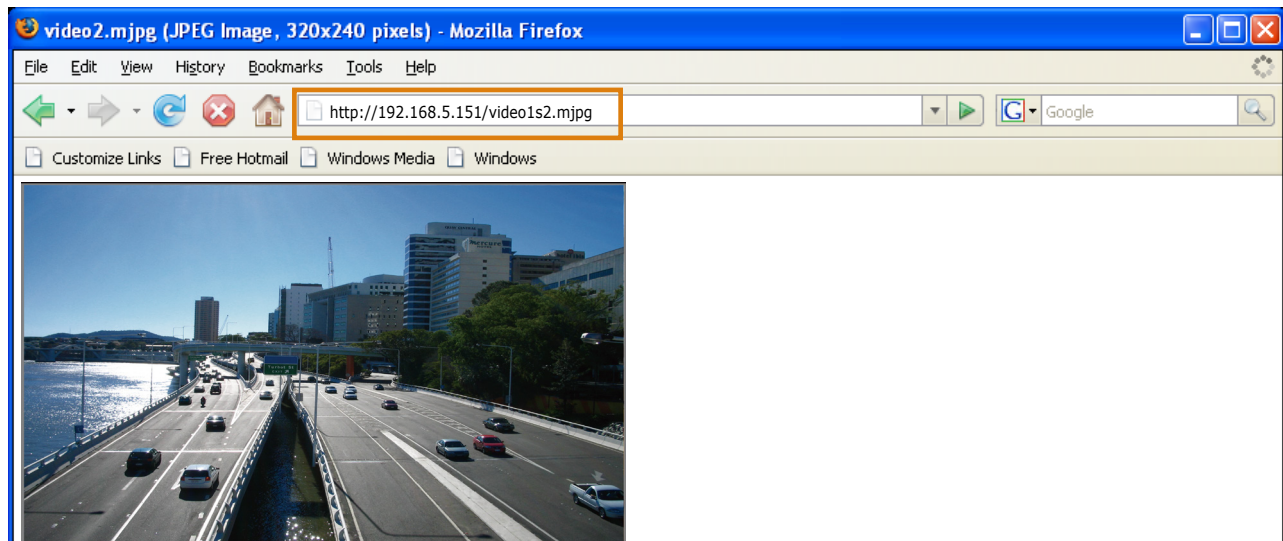 video2.mjpg (JPEG Image, 320x240 pixels) - Mozilla Firefox
File Edit View History Bookmarks Tools Help
http://192.168.5.151/video1s2.mjpg G Google
Customize Links Free Hotmail Windows Media Windows
Mercure